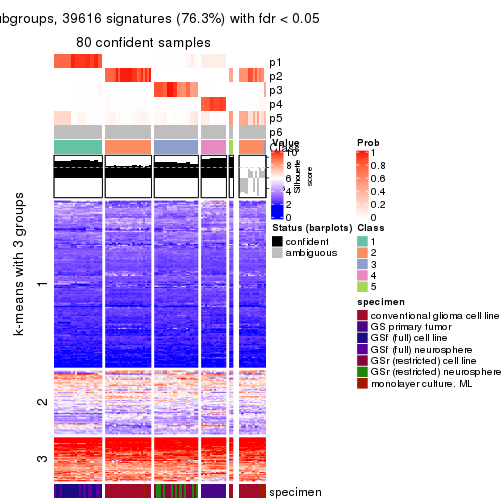 ubgroups, 39616 signatures (76.3%) with fdr < 0.05
80 confident samples
p1
p2
p3
p4
p5
p6
Class
Silhouette
score
k-means with 3 groups
1
2
3
specimen
Value
10
8
6
4
2
0
Status (barplots)
confident
ambiguous
Prob
1
0.8
0.6
0.4
0.2
0
Class
1
2
3
4
5
specimen
conventional glioma cell line
GS primary tumor
GSf (full) cell line
GSf (full) neurosphere
GSr (restricted) cell line
GSr (restricted) neurosphere
monolayer culture. ML